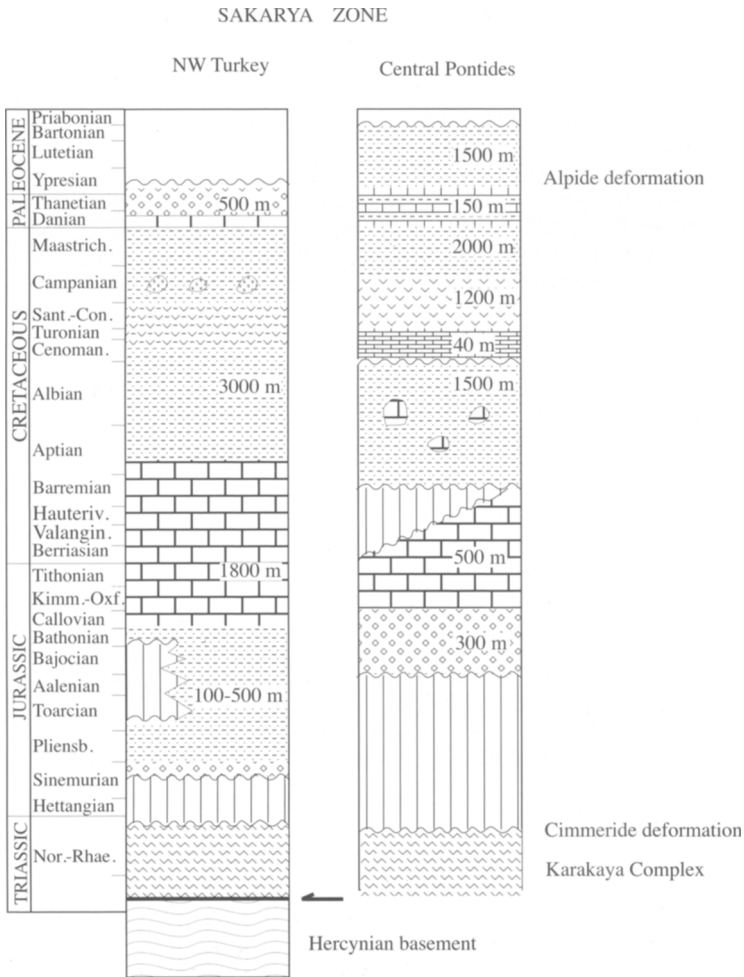 SAKARYA ZONE
NW Turkey
Central Pontides
PALEOCENE
Priabonian
Bartonian
Lutetian
Ypresian
Thanetian
Danian
CRETACEOUS
Maastrich.
Campanian
Sant.-Con.
Turonian
Cenoman.
Albian
Aptian
Barremian
Hauteriv.
Valangin.
Berriasian
JURASSIC
Tithonian
Kimm.-Oxf.
Callovian
Bathonian
Bajocian
Aalenian
Toarcian
Pliensb.
Sinemurian
Hettangian
TRIASSIC
Nor.-Rhae.
500 m
3000 m
1800 m
100-500 m
1500 m
150 m
2000 m
1200 m
40 m
1500 m
500 m
300 m
Alpide deformation
Cimmeride deformation
Karakaya Complex
Hercynian basement